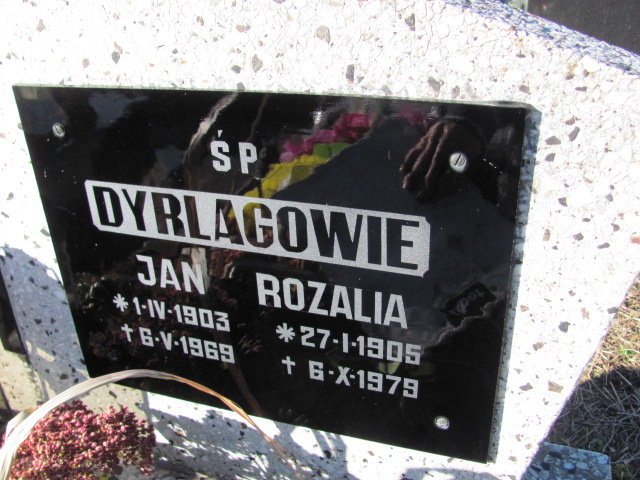 ŚP
DYRLAGOWIE
JAN ROZALIA
*1-IV-1903 *27-I-1905
†6-V-1969 †6-X-1979